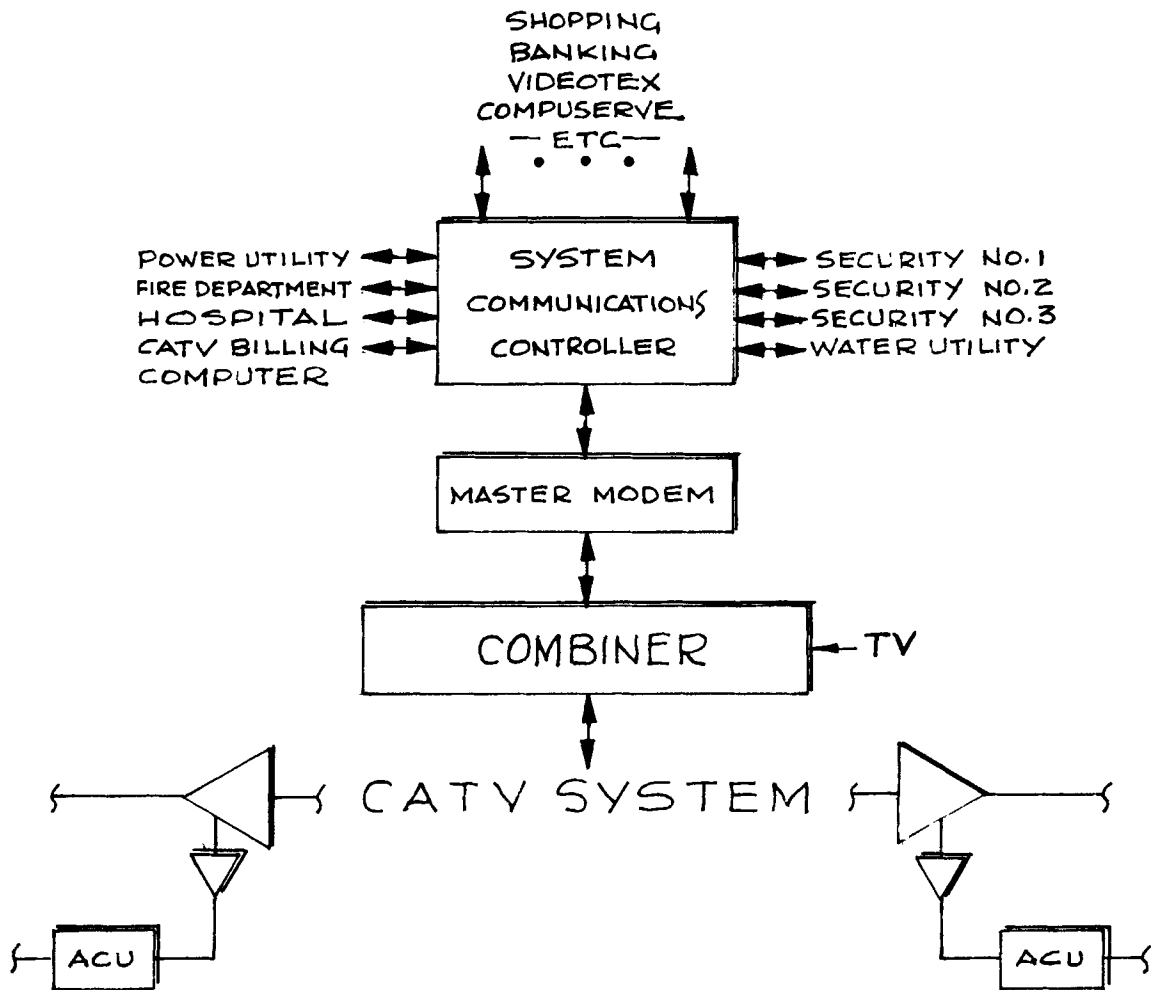 SHOPPING
BANKING
VIDEOTEX
COMPUSERVE
— ETC —
• • •
POWER UTILITY
FIRE DEPARTMENT
HOSPITAL
CATV BILLING
COMPUTER
SYSTEM
COMMUNICATIONS
CONTROLLER
SECURITY NO.1
SECURITY NO.2
SECURITY NO.3
WATER UTILITY
MASTER MODEM
COMBINER
TV
CATV SYSTEM
ACU
ACU